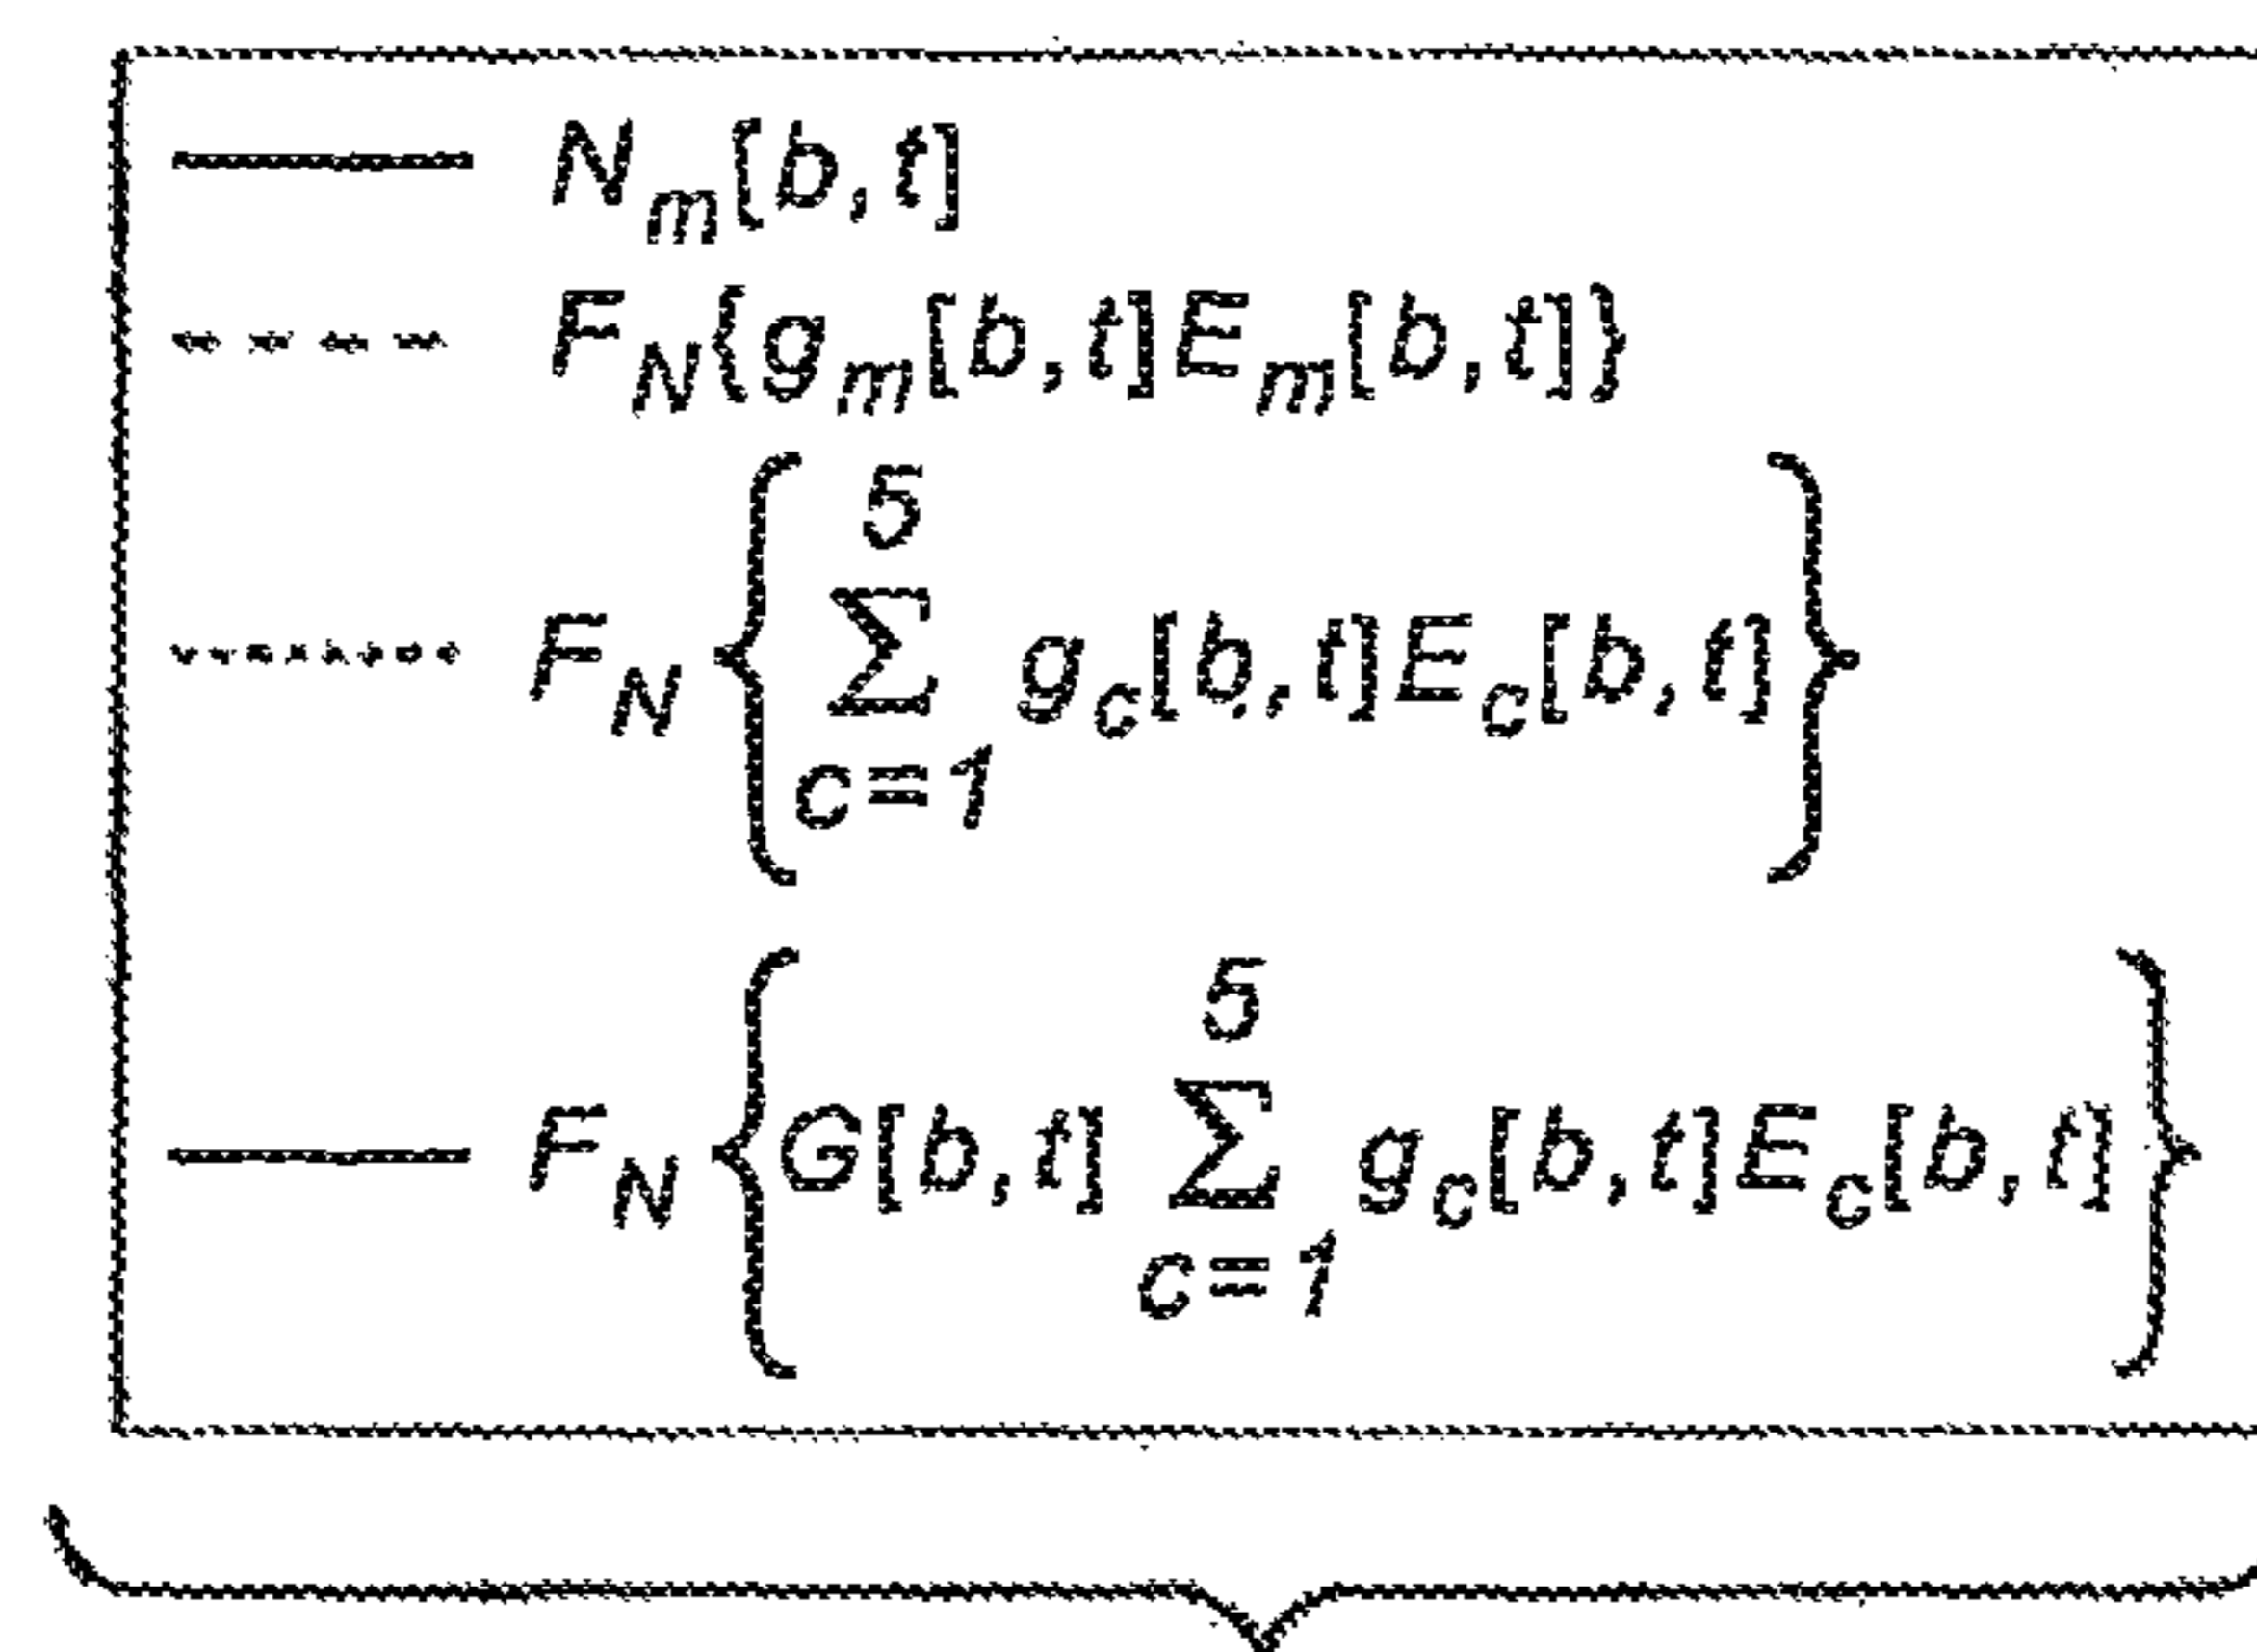 N_m[b,t]
F_N{g_m[b,t]E_m[b,t]}
F_N{∑_{c=1}^{5} g_c[b,t]E_c[b,t]}
F_N{G[b,t] ∑_{c=1}^{5} g_c[b,t]E_c[b,t]}